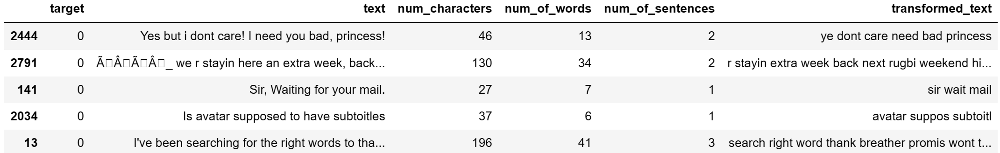 target text num_characters num_of_words num_of_sentences transformed_text
2444 0 Yes but i dont care! I need you bad, princess! 46 13 2 ye dont care need bad princess
2791 0 Ã□Â□Ã□Â□_ we r stayin here an extra week, back... 130 34 2 r stayin extra week back next rugbi weekend hi...
141 0 Sir, Waiting for your mail. 27 7 1 sir wait mail
2034 0 Is avatar supposed to have subtoitles 37 6 1 avatar suppos subtoitl
13 0 I've been searching for the right words to tha... 196 41 3 search right word thank breather promis wont t...